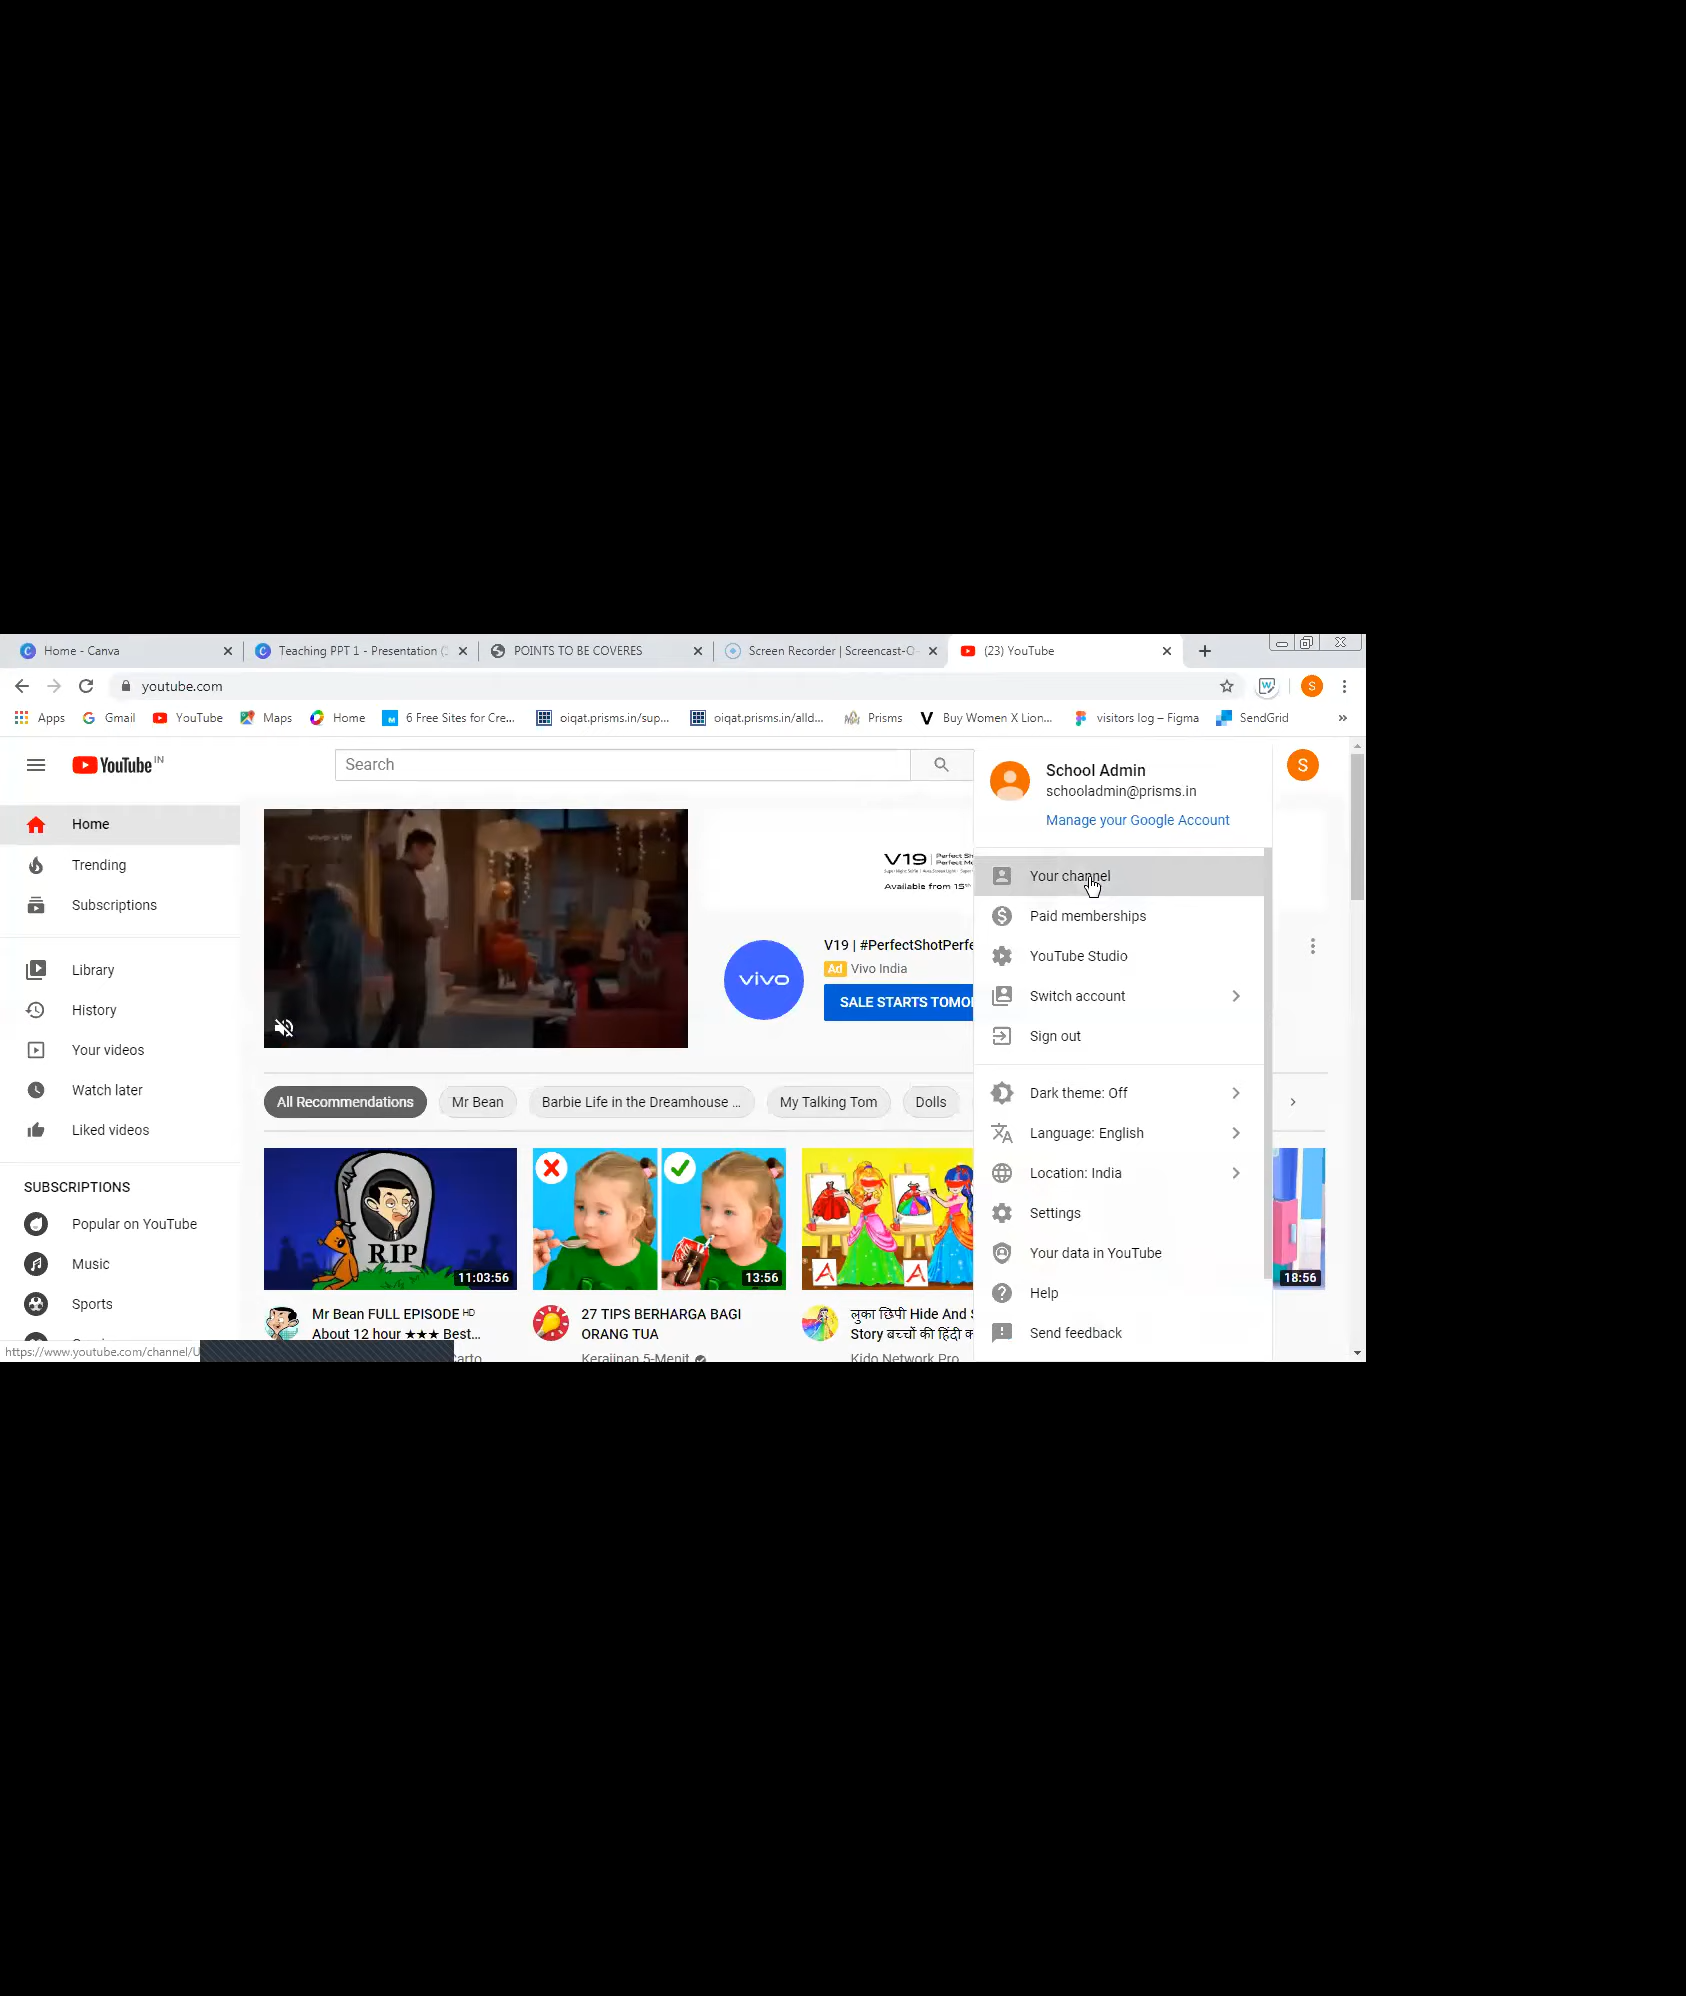 Home - Canva
Teaching PPT 1 - Presentation
POINTS TO BE COVERES
Screen Recorder | Screencast-O-
(23) YouTube
youtube.com
S
Apps
Gmail
YouTube
Maps
Home
6 Free Sites for Cre...
oiqat.prisms.in/sup...
oiqat.prisms.in/alld...
Prisms
Buy Women X Lion...
visitors log – Figma
SendGrid
»
YouTube IN
Search
School Admin
schooladmin@prisms.in
Manage your Google Account
S
Home
Trending
Subscriptions
Library
History
Your videos
Watch later
Liked videos
SUBSCRIPTIONS
Popular on YouTube
Music
Sports
V19
Available from 15th
vivo
V19 | #PerfectShotPerfe
Ad Vivo India
SALE STARTS TOMO
Your channel
Paid memberships
YouTube Studio
Switch account
Sign out
Dark theme: Off
Language: English
Location: India
Settings
Your data in YouTube
Help
Send feedback
All Recommendations
Mr Bean
Barbie Life in the Dreamhouse ...
My Talking Tom
Dolls
RIP
11:03:56
13:56
18:56
Mr Bean FULL EPISODE HD
About 12 hour ★★★ Best...
27 TIPS BERHARGA BAGI
ORANG TUA
Kerajinan 5-Menit
लुका छिपी Hide And
Story बच्चों की हिंदी
Kido Network Pro
https://www.youtube.com/channel/U